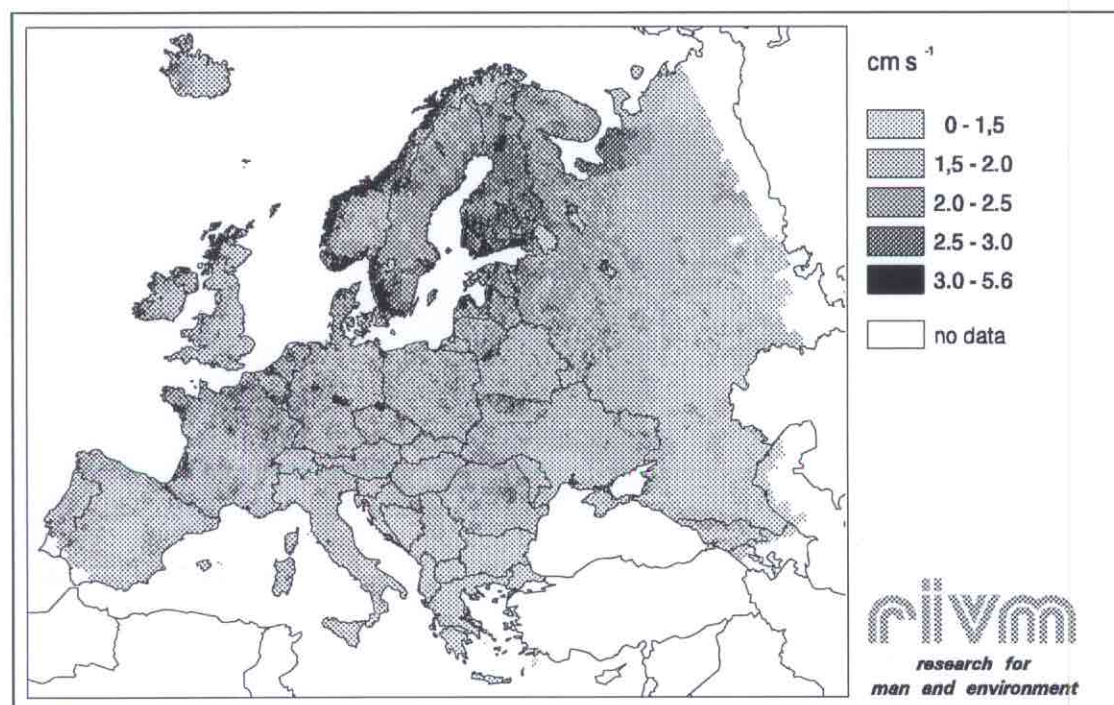 cm s ⁻¹
0 - 1,5
1,5 - 2.0
2.0 - 2.5
2.5 - 3.0
3.0 - 5.6
no data
rivm
research for
man and environment